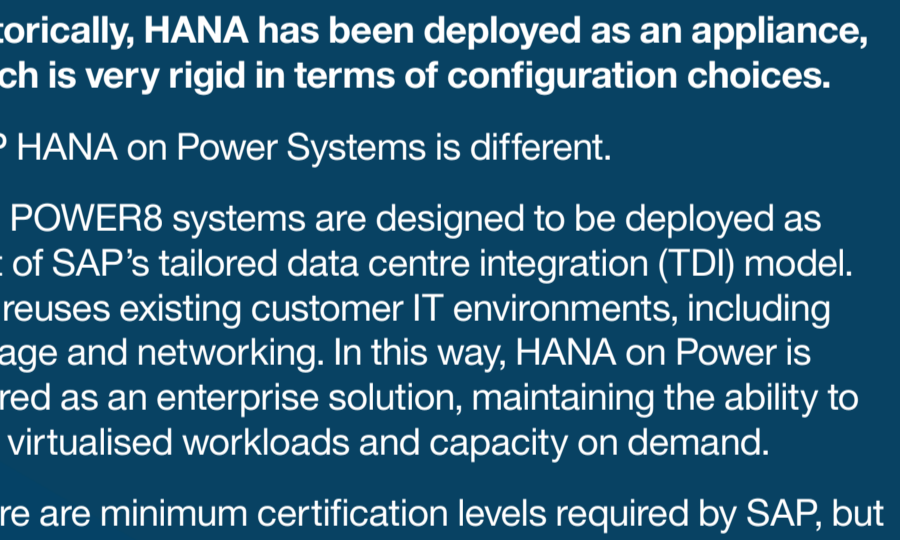 torically, HANA has been deployed as an appliance,
ch is very rigid in terms of configuration choices.
P HANA on Power Systems is different.
POWER8 systems are designed to be deployed as
t of SAP’s tailored data centre integration (TDI) model.
reuses existing customer IT environments, including
age and networking. In this way, HANA on Power is
red as an enterprise solution, maintaining the ability to
virtualised workloads and capacity on demand.
re are minimum certification levels required by SAP, but